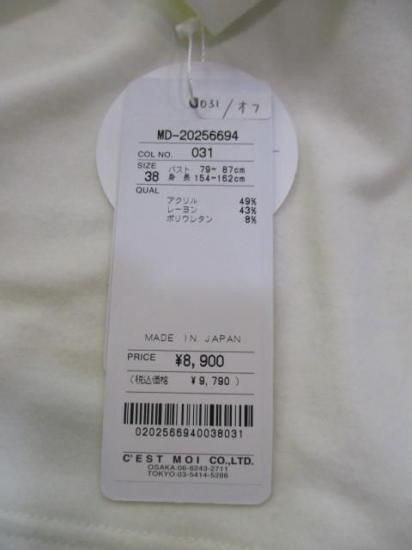 031/オフ
MD-20256694
COL NO. 031
SIZE バスト 79- 87cm
38 身長 154-162cm
QUAL
アクリル 49%
レーヨン 43%
ポリウレタン 8%
MADE IN JAPAN
PRICE ¥8,900
(税込価格 ¥9,790)
0202566940038031
C'EST MOI CO.,LTD.
OSAKA:06-6243-2711
TOKYO:03-5414-5286